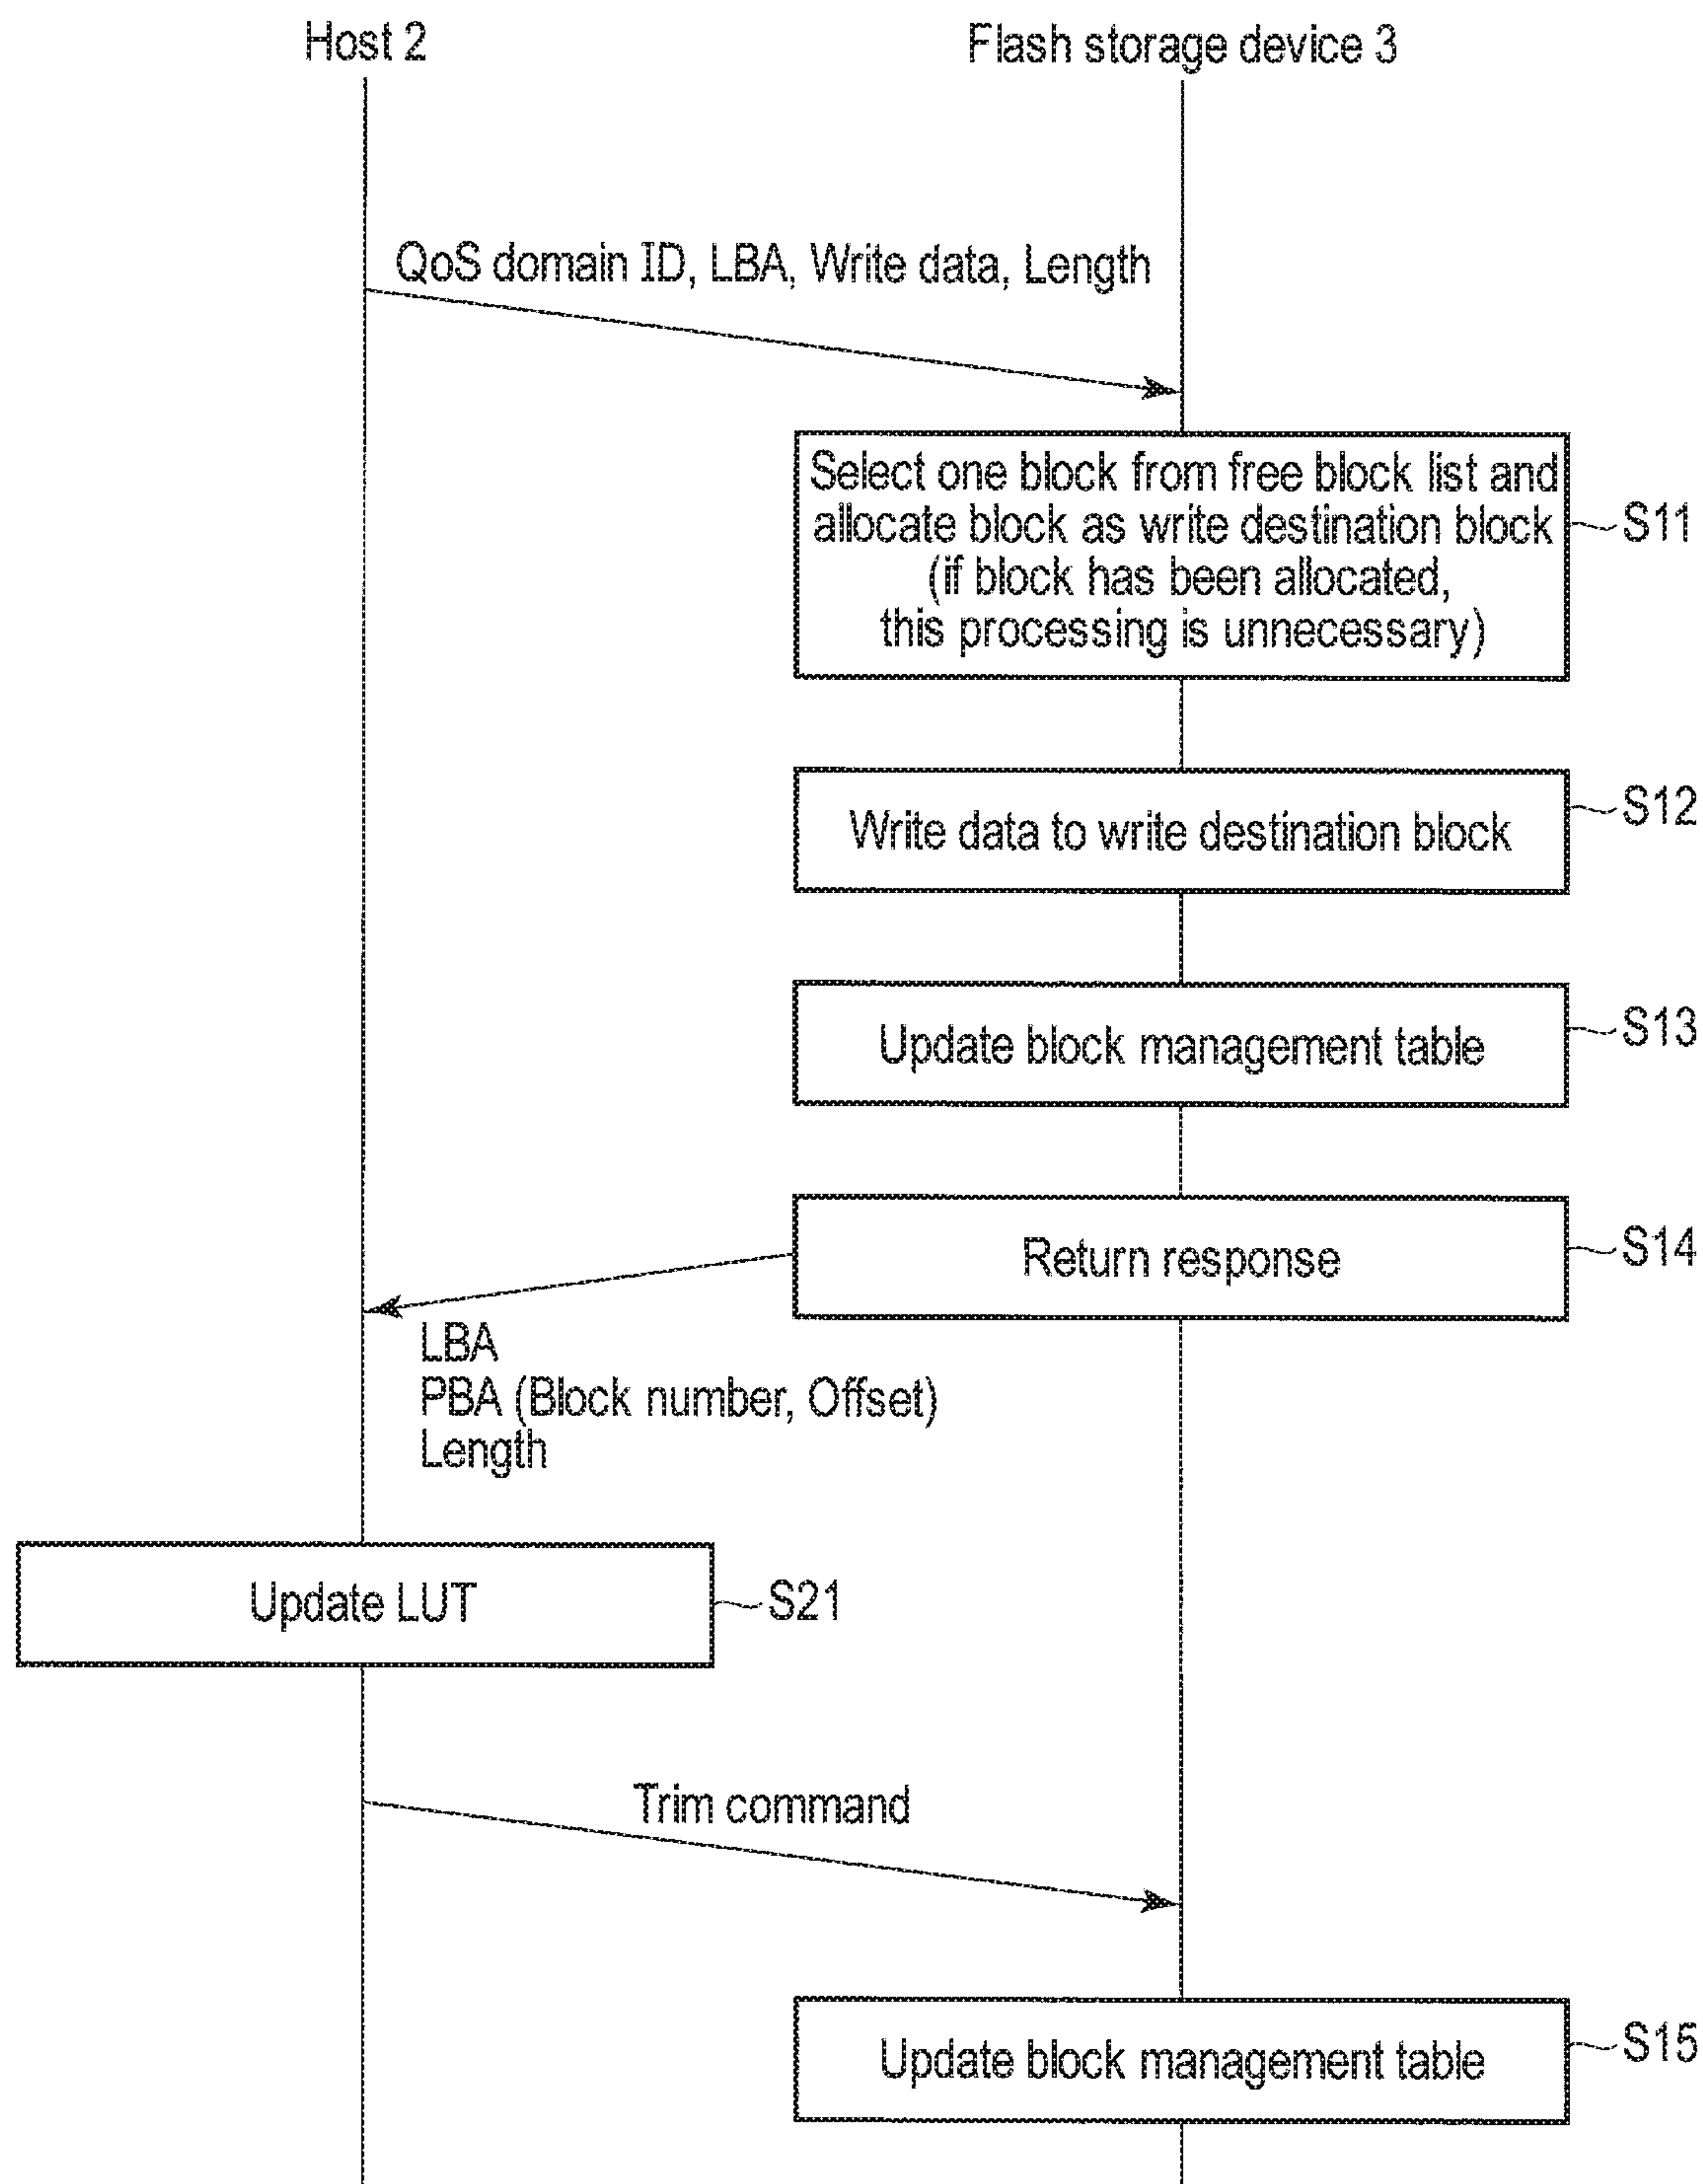 Host 2
Flash storage device 3
QoS domain ID, LBA, Write data, Length
Select one block from free block list and
allocate block as write destination block
(if block has been allocated,
this processing is unnecessary)
S11
Write data to write destination block
S12
Update block management table
S13
Return response
S14
LBA
PBA (Block number, Offset)
Length
Update LUT
S21
Trim command
Update block management table
S15